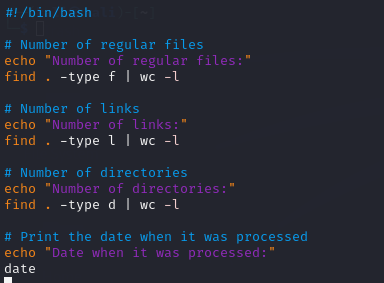 #!/bin/bash
# Number of regular files
echo "Number of regular files:"
find . -type f | wc -l
# Number of links
echo "Number of links:"
find . -type l | wc -l
# Number of directories
echo "Number of directories:"
find . -type d | wc -l
# Print the date when it was processed
echo "Date when it was processed:"
date